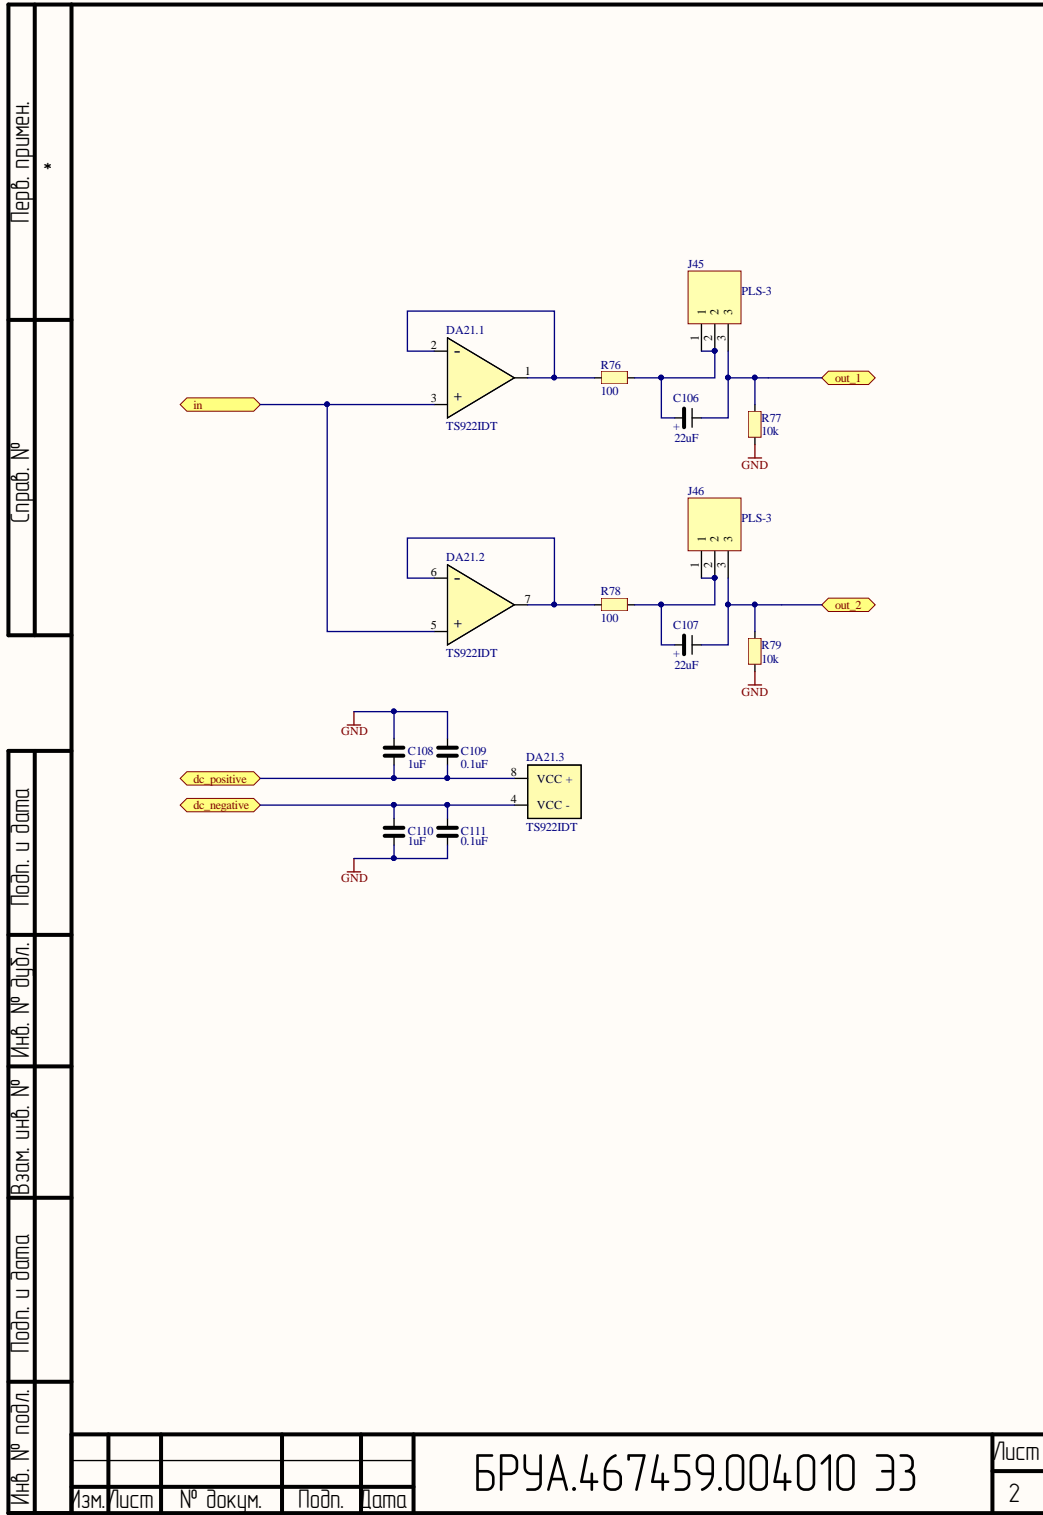 Перв. примен.
*
Справ. №
Подп. и дата
Инв. № дубл.
Взам. инв. №
Подп. и дата
Инв. № подл.
J45
PLS-3
1 2 3
1 2 3
DA21.1
2
-
1
3
+
TS922IDT
in
R76
100
C106
+
22uF
out_1
R77
10k
GND
J46
PLS-3
1 2 3
1 2 3
DA21.2
6
-
7
5
+
TS922IDT
R78
100
C107
+
22uF
out_2
R79
10k
GND
GND
C108
1uF
C109
0.1uF
DA21.3
dc_positive
8
VCC +
dc_negative
4
VCC -
TS922IDT
C110
1uF
C111
0.1uF
GND
Изм. Лист № докум. Подп. Дата
БРУА.467459.004010 Э3
Лист
2